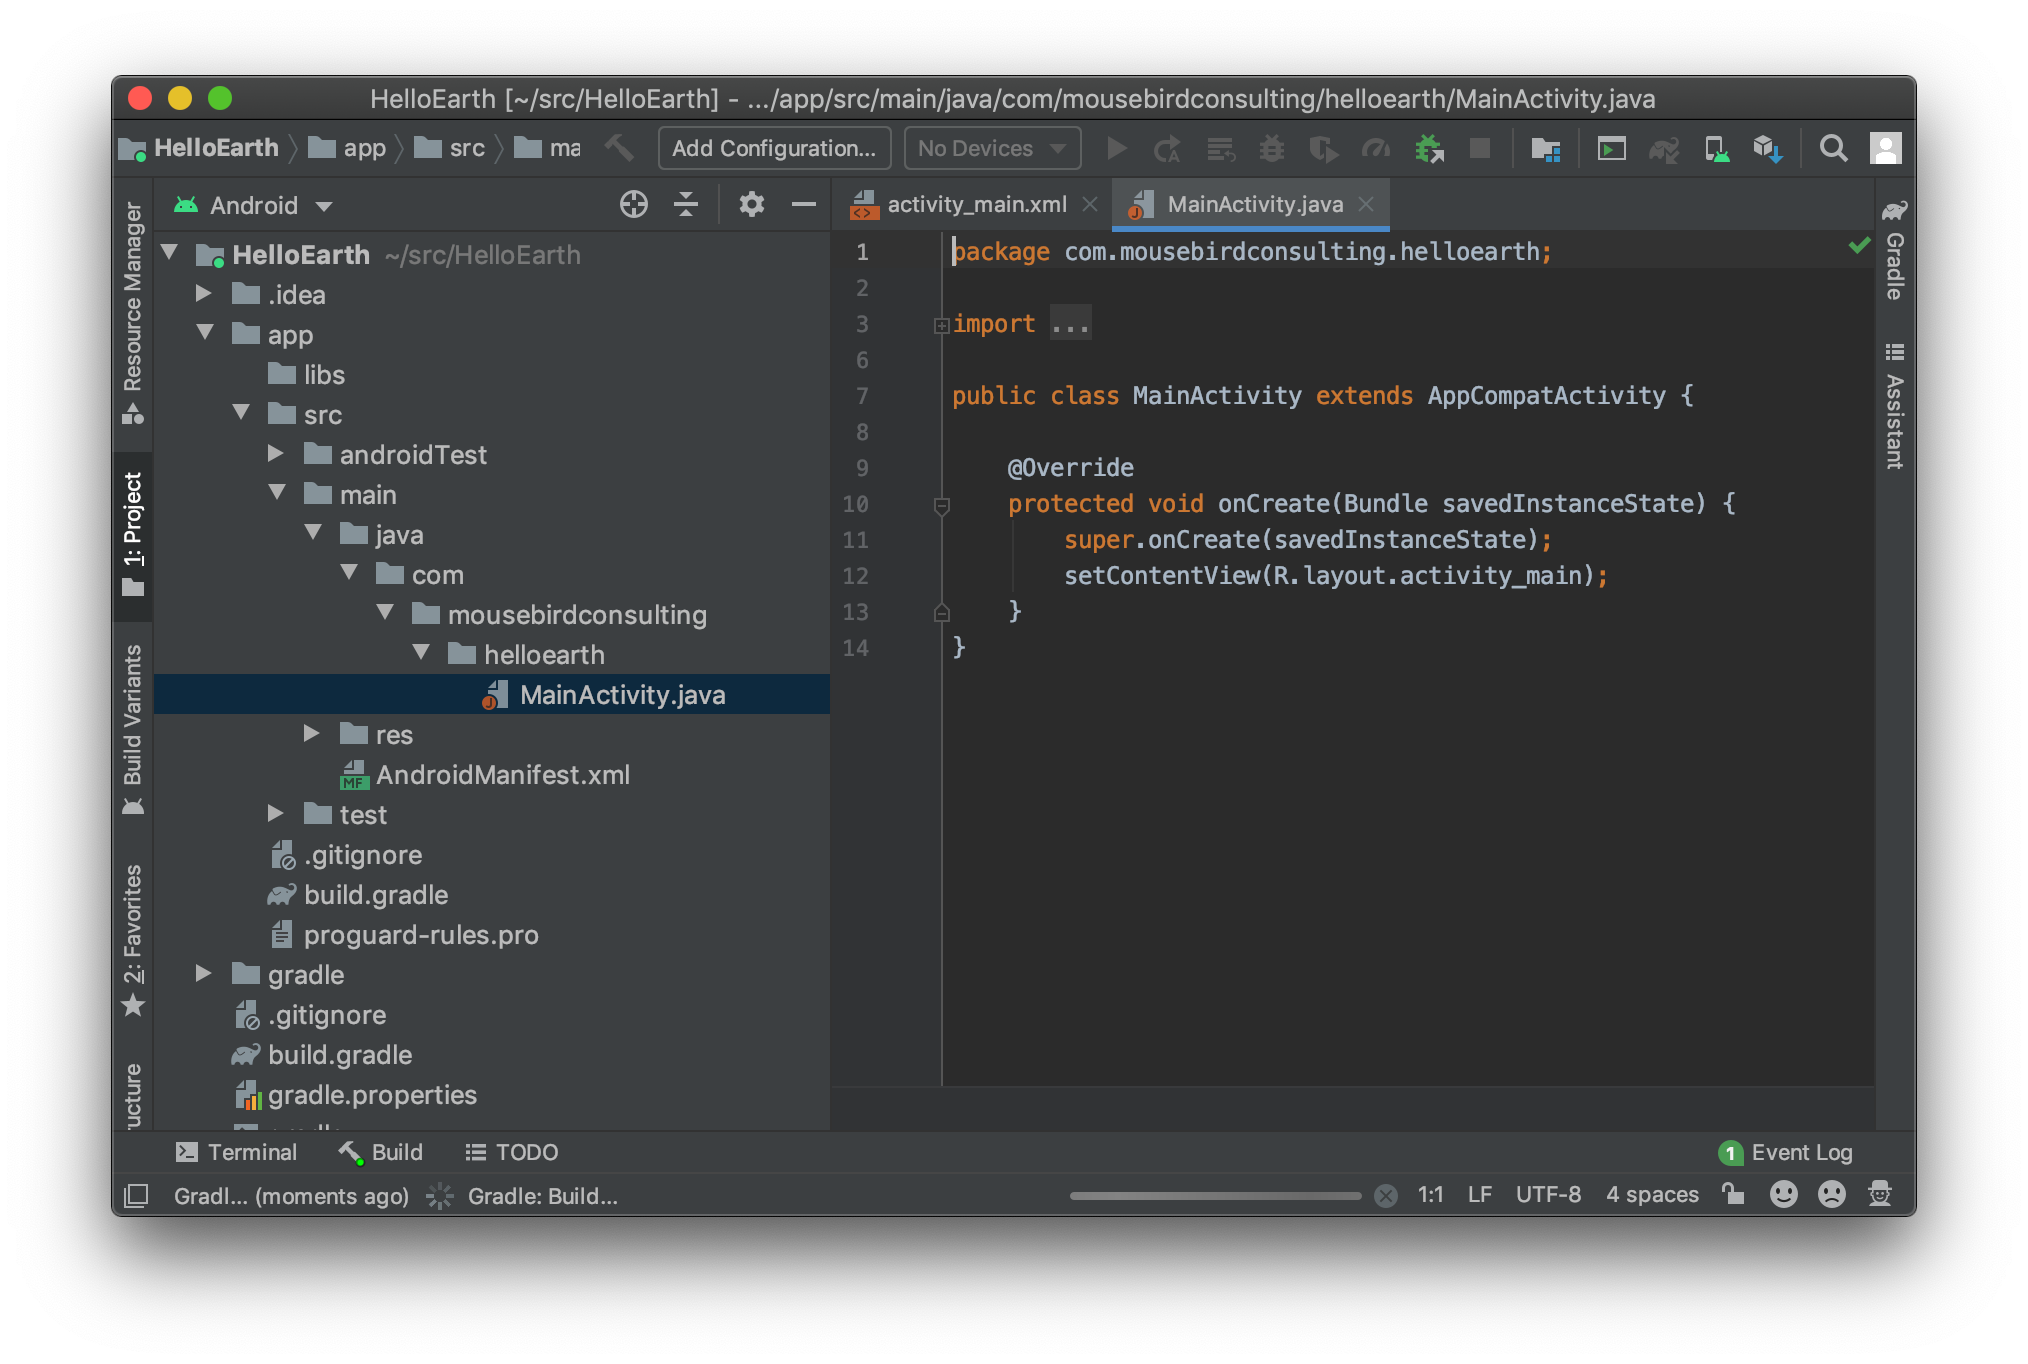 HelloEarth [~/src/HelloEarth] - .../app/src/main/java/com/mousebirdconsulting/helloearth/MainActivity.java
HelloEarth app src ma Add Configuration... No Devices
Resource Manager
1: Project
Build Variants
2: Favorites
ucture
Android
HelloEarth ~/src/HelloEarth
.idea
app
libs
src
androidTest
main
java
com
mousebirdconsulting
helloearth
MainActivity.java
res
MF AndroidManifest.xml
test
.gitignore
build.gradle
proguard-rules.pro
gradle
.gitignore
build.gradle
gradle.properties
activity_main.xml MainActivity.java
1 package com.mousebirdconsulting.helloearth;
2
3 import ...
6
7 public class MainActivity extends AppCompatActivity {
8
9 @Override
10 protected void onCreate(Bundle savedInstanceState) {
11 super.onCreate(savedInstanceState);
12 setContentView(R.layout.activity_main);
13 }
14 }
Gradle
Assistant
Terminal Build TODO 1 Event Log
Gradl... (moments ago) Gradle: Build... 1:1 LF UTF-8 4 spaces